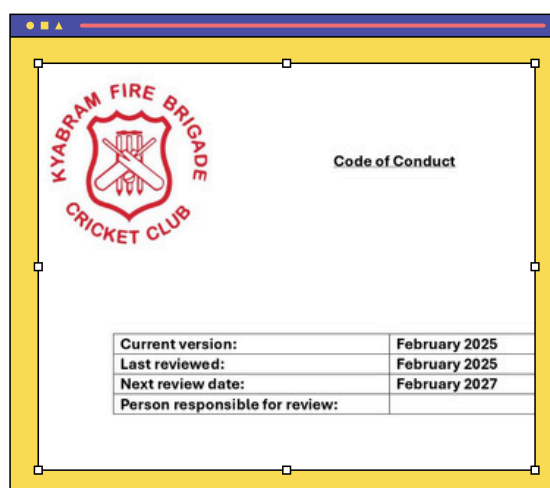 KYABRAM FIRE BRIGADE
CRICKET CLUB
Code of Conduct
Current version: February 2025
Last reviewed: February 2025
Next review date: February 2027
Person responsible for review: